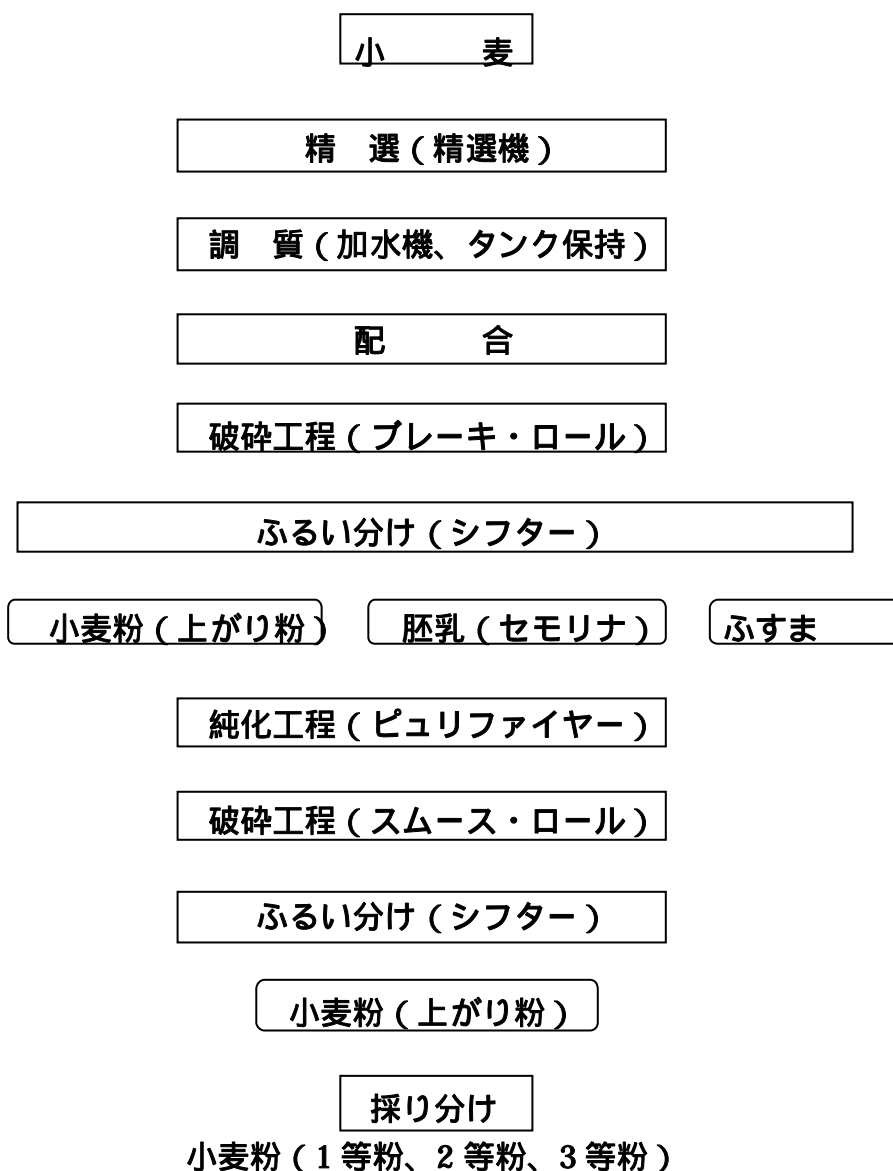 小　　　麦
精　選（精選機）
調　質（加水機、タンク保持）
配　　　合
破砕工程（ブレーキ・ロール）
ふるい分け（シフター）
小麦粉（上がり粉）　胚乳（セモリナ）　ふすま
純化工程（ピュリファイヤー）
破砕工程（スムース・ロール）
ふるい分け（シフター）
小麦粉（上がり粉）
採り分け
小麦粉（1 等粉、2 等粉、3 等粉）